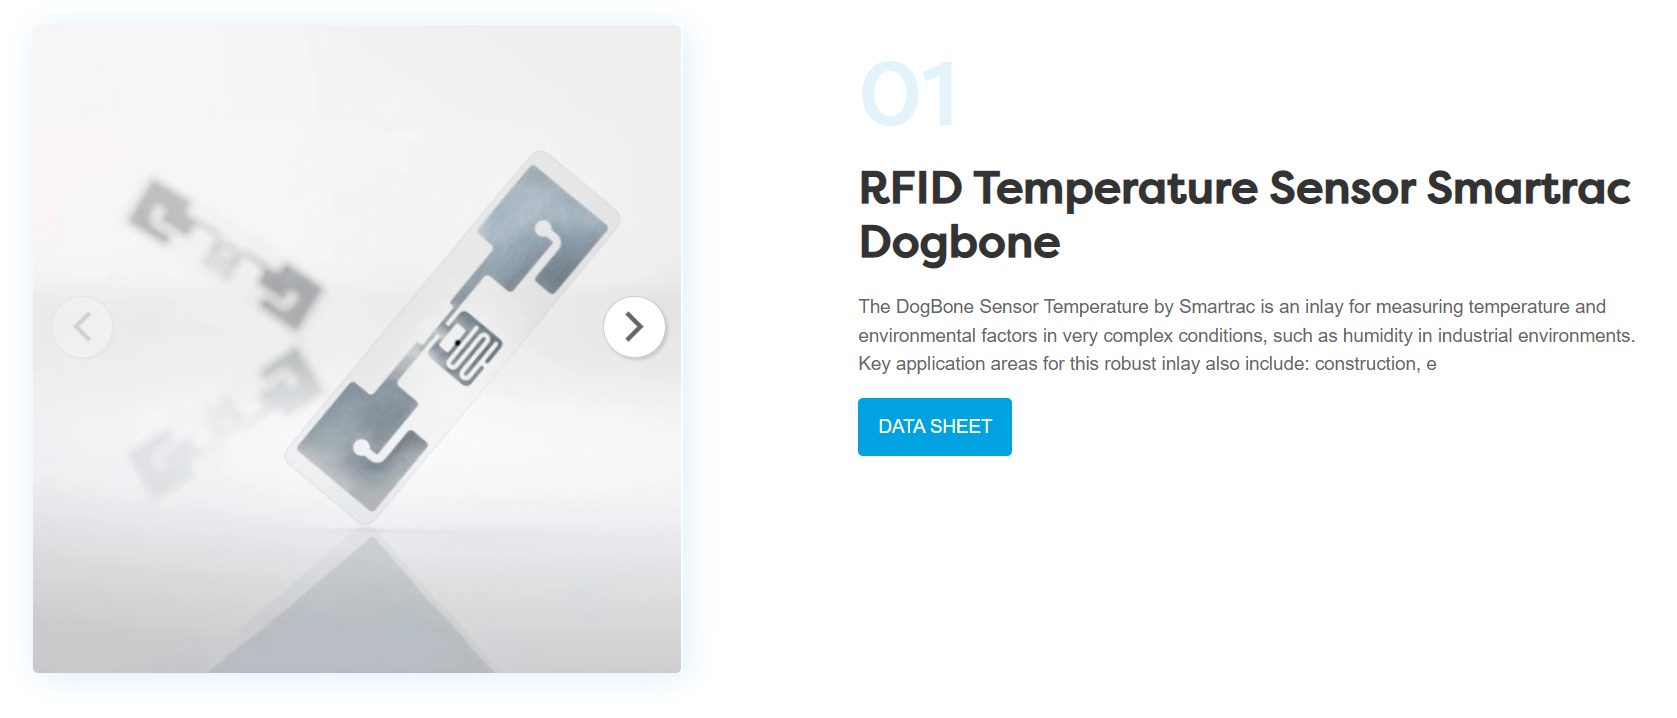 01
RFID Temperature Sensor Smartrac
Dogbone
The DogBone Sensor Temperature by Smartrac is an inlay for measuring temperature and
environmental factors in very complex conditions, such as humidity in industrial environments.
Key application areas for this robust inlay also include: construction, e
DATA SHEET